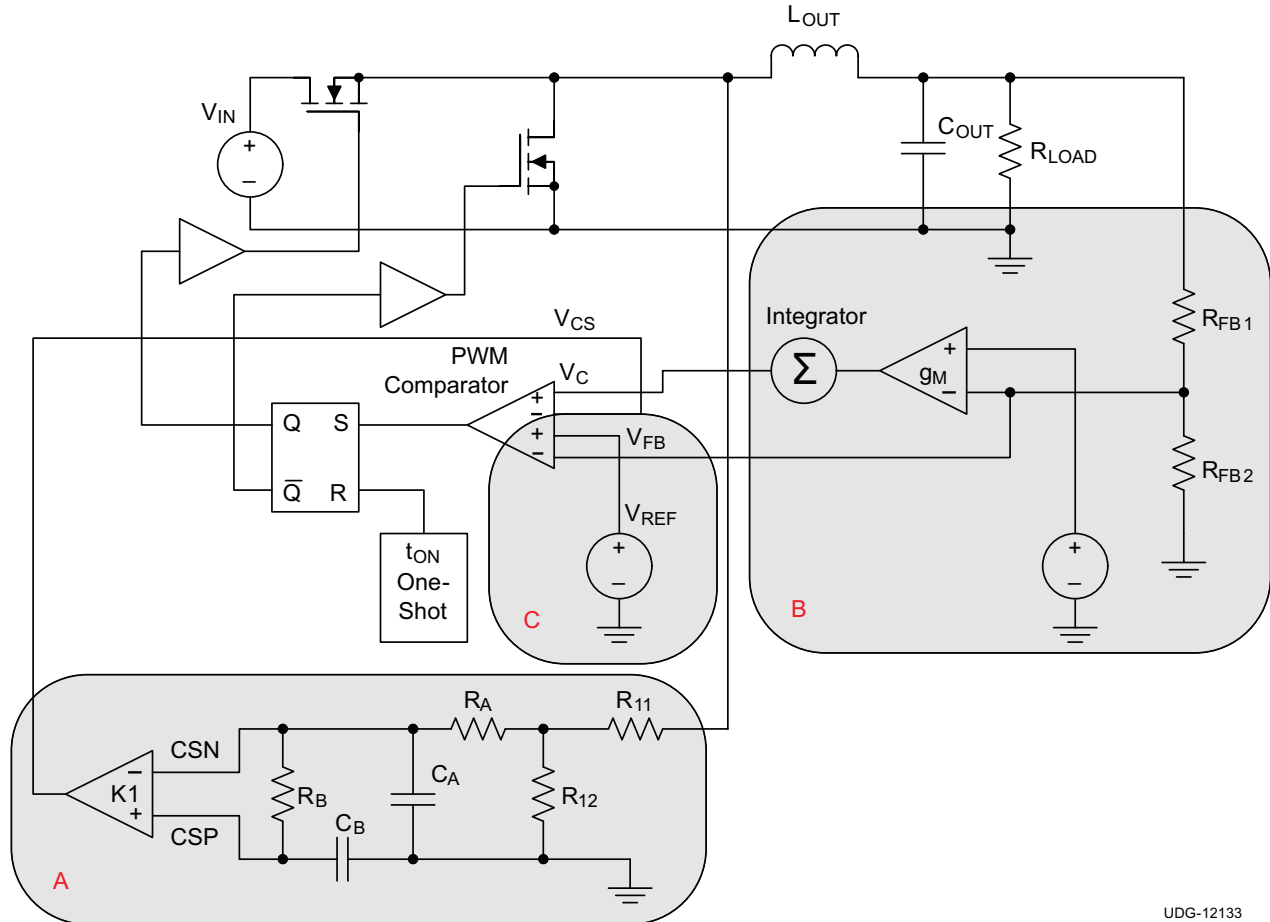 LOUT
VIN
+
−
COUT
RLOAD
VCS
PWM
Comparator
VC
Integrator
Σ
gM
+
−
RFB1
RFB2
+
−
+
−
VFB
Q S
Q̅ R
VREF
+
−
+
−
tON
One-
Shot
C
B
RA
R11
CSN
−
K1
+
CSP
RB
CA
R12
CB
A
UDG-12133